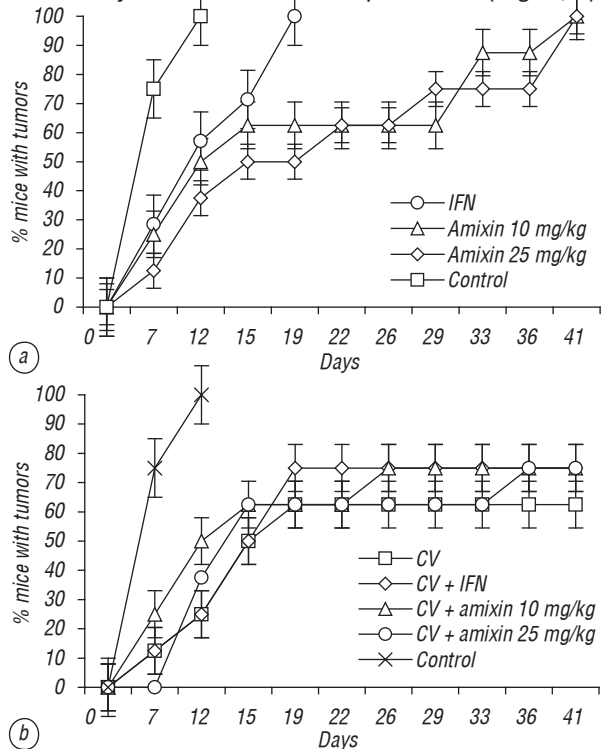 100
90
80
70
60
50
40
30
20
10
0
% mice with tumors
IFN
Amixin 10 mg/kg
Amixin 25 mg/kg
Control
0 7 12 15 19 22 26 29 33 36 41
Days
a
100
90
80
70
60
50
40
30
20
10
0
% mice with tumors
CV
CV + IFN
CV + amixin 10 mg/kg
CV + amixin 25 mg/kg
Control
0 7 12 15 19 22 26 29 33 36 41
Days
b